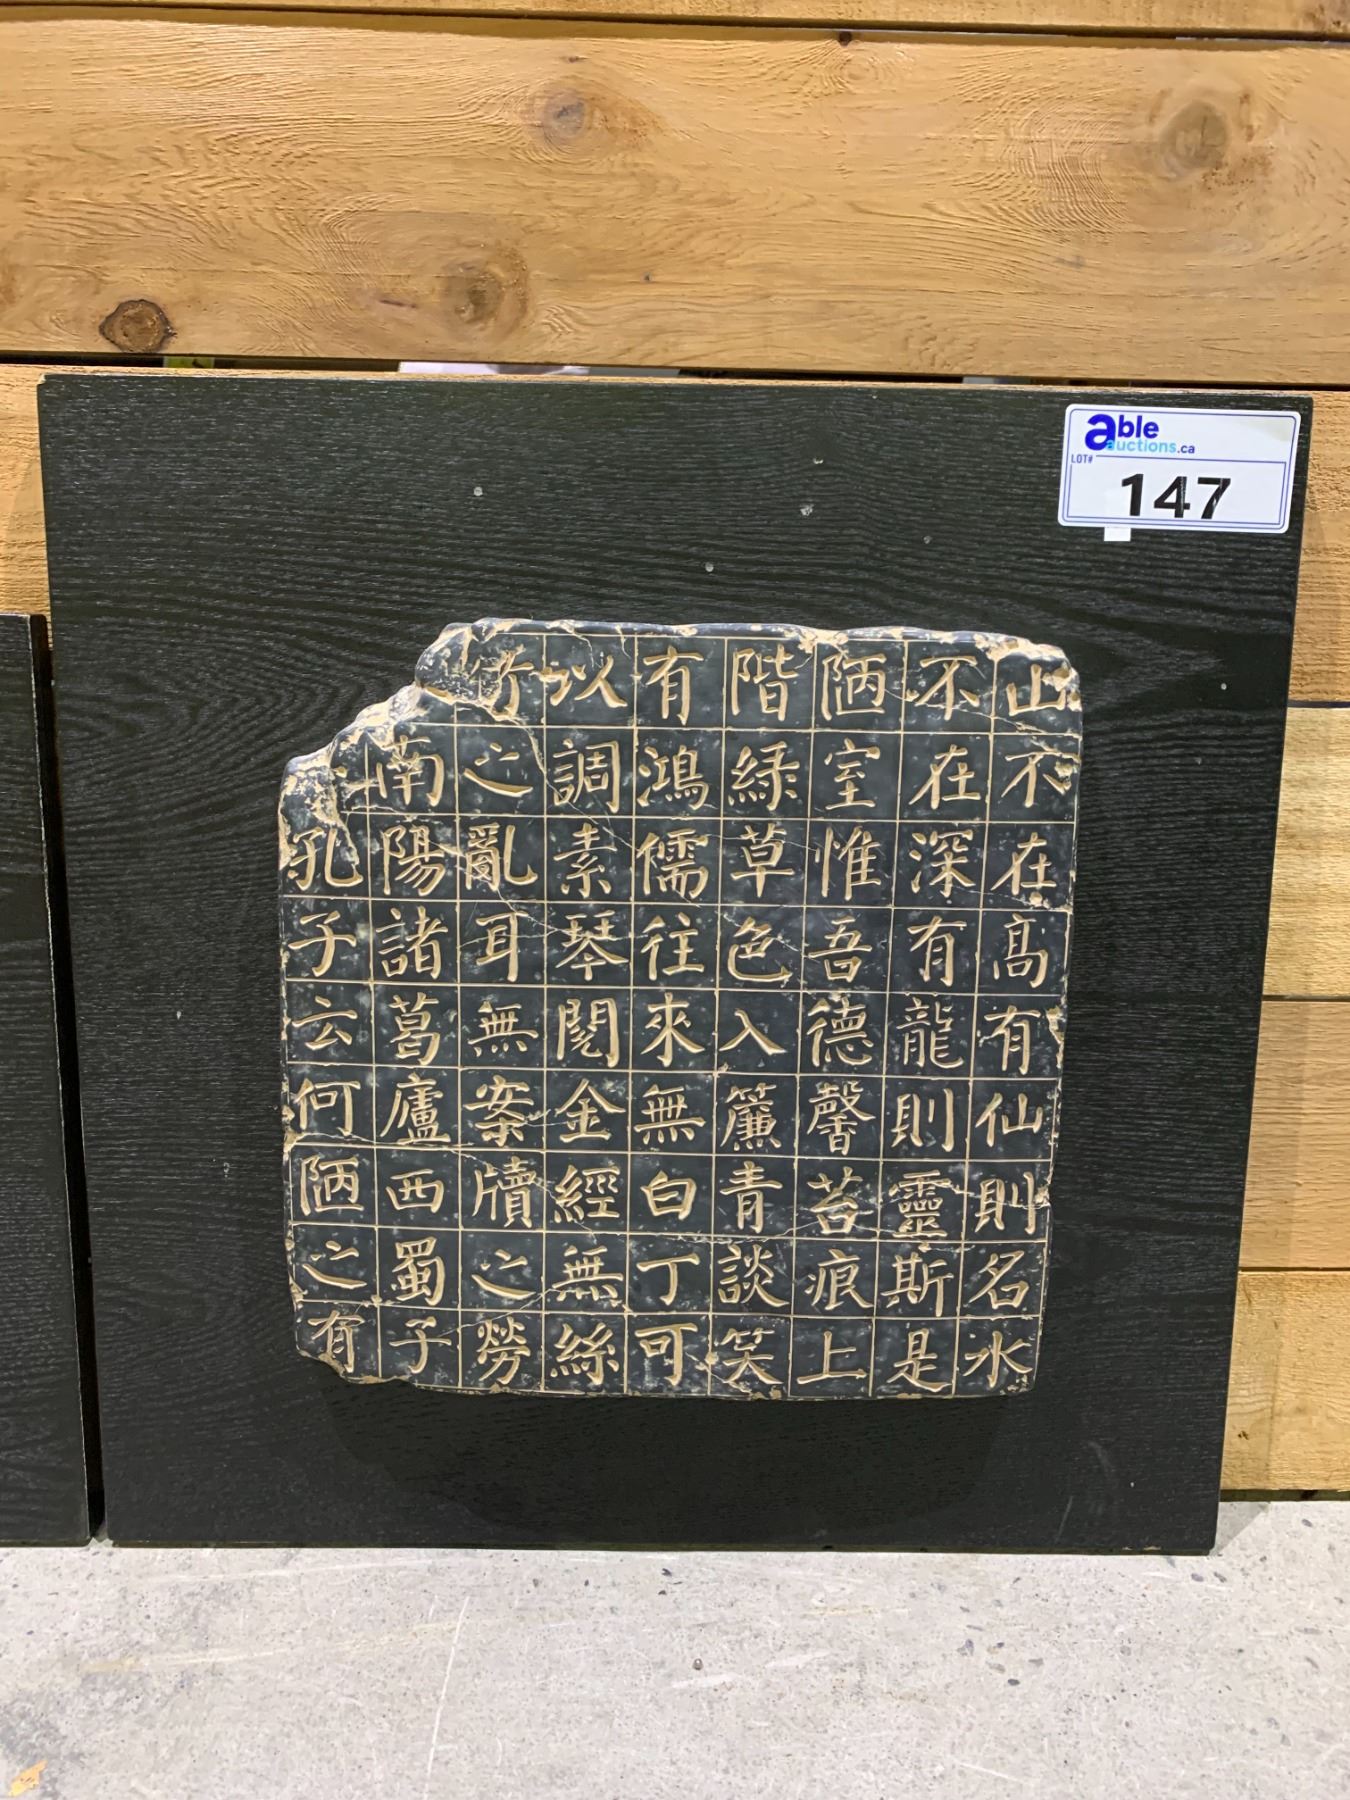 able
auctions.ca
LOT#
147
山不在髙有仙則名水
不在深有龍則靈斯是
陋室惟吾德馨苔痕上
階緑草色入簾青談笑
有鴻儒往來無白丁可
以調素琴閱金經無絲
之亂耳無案牘之勞
南陽諸葛廬西蜀子
孔子云何陋之有